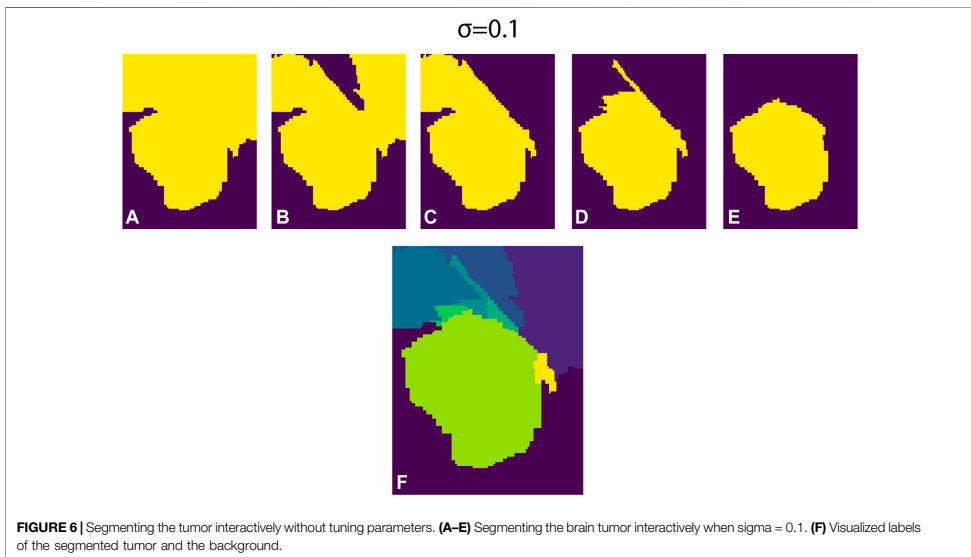 σ=0.1
A
B
C
D
E
F
FIGURE 6 | Segmenting the tumor interactively without tuning parameters. (A–E) Segmenting the brain tumor interactively when sigma = 0.1. (F) Visualized labels
of the segmented tumor and the background.